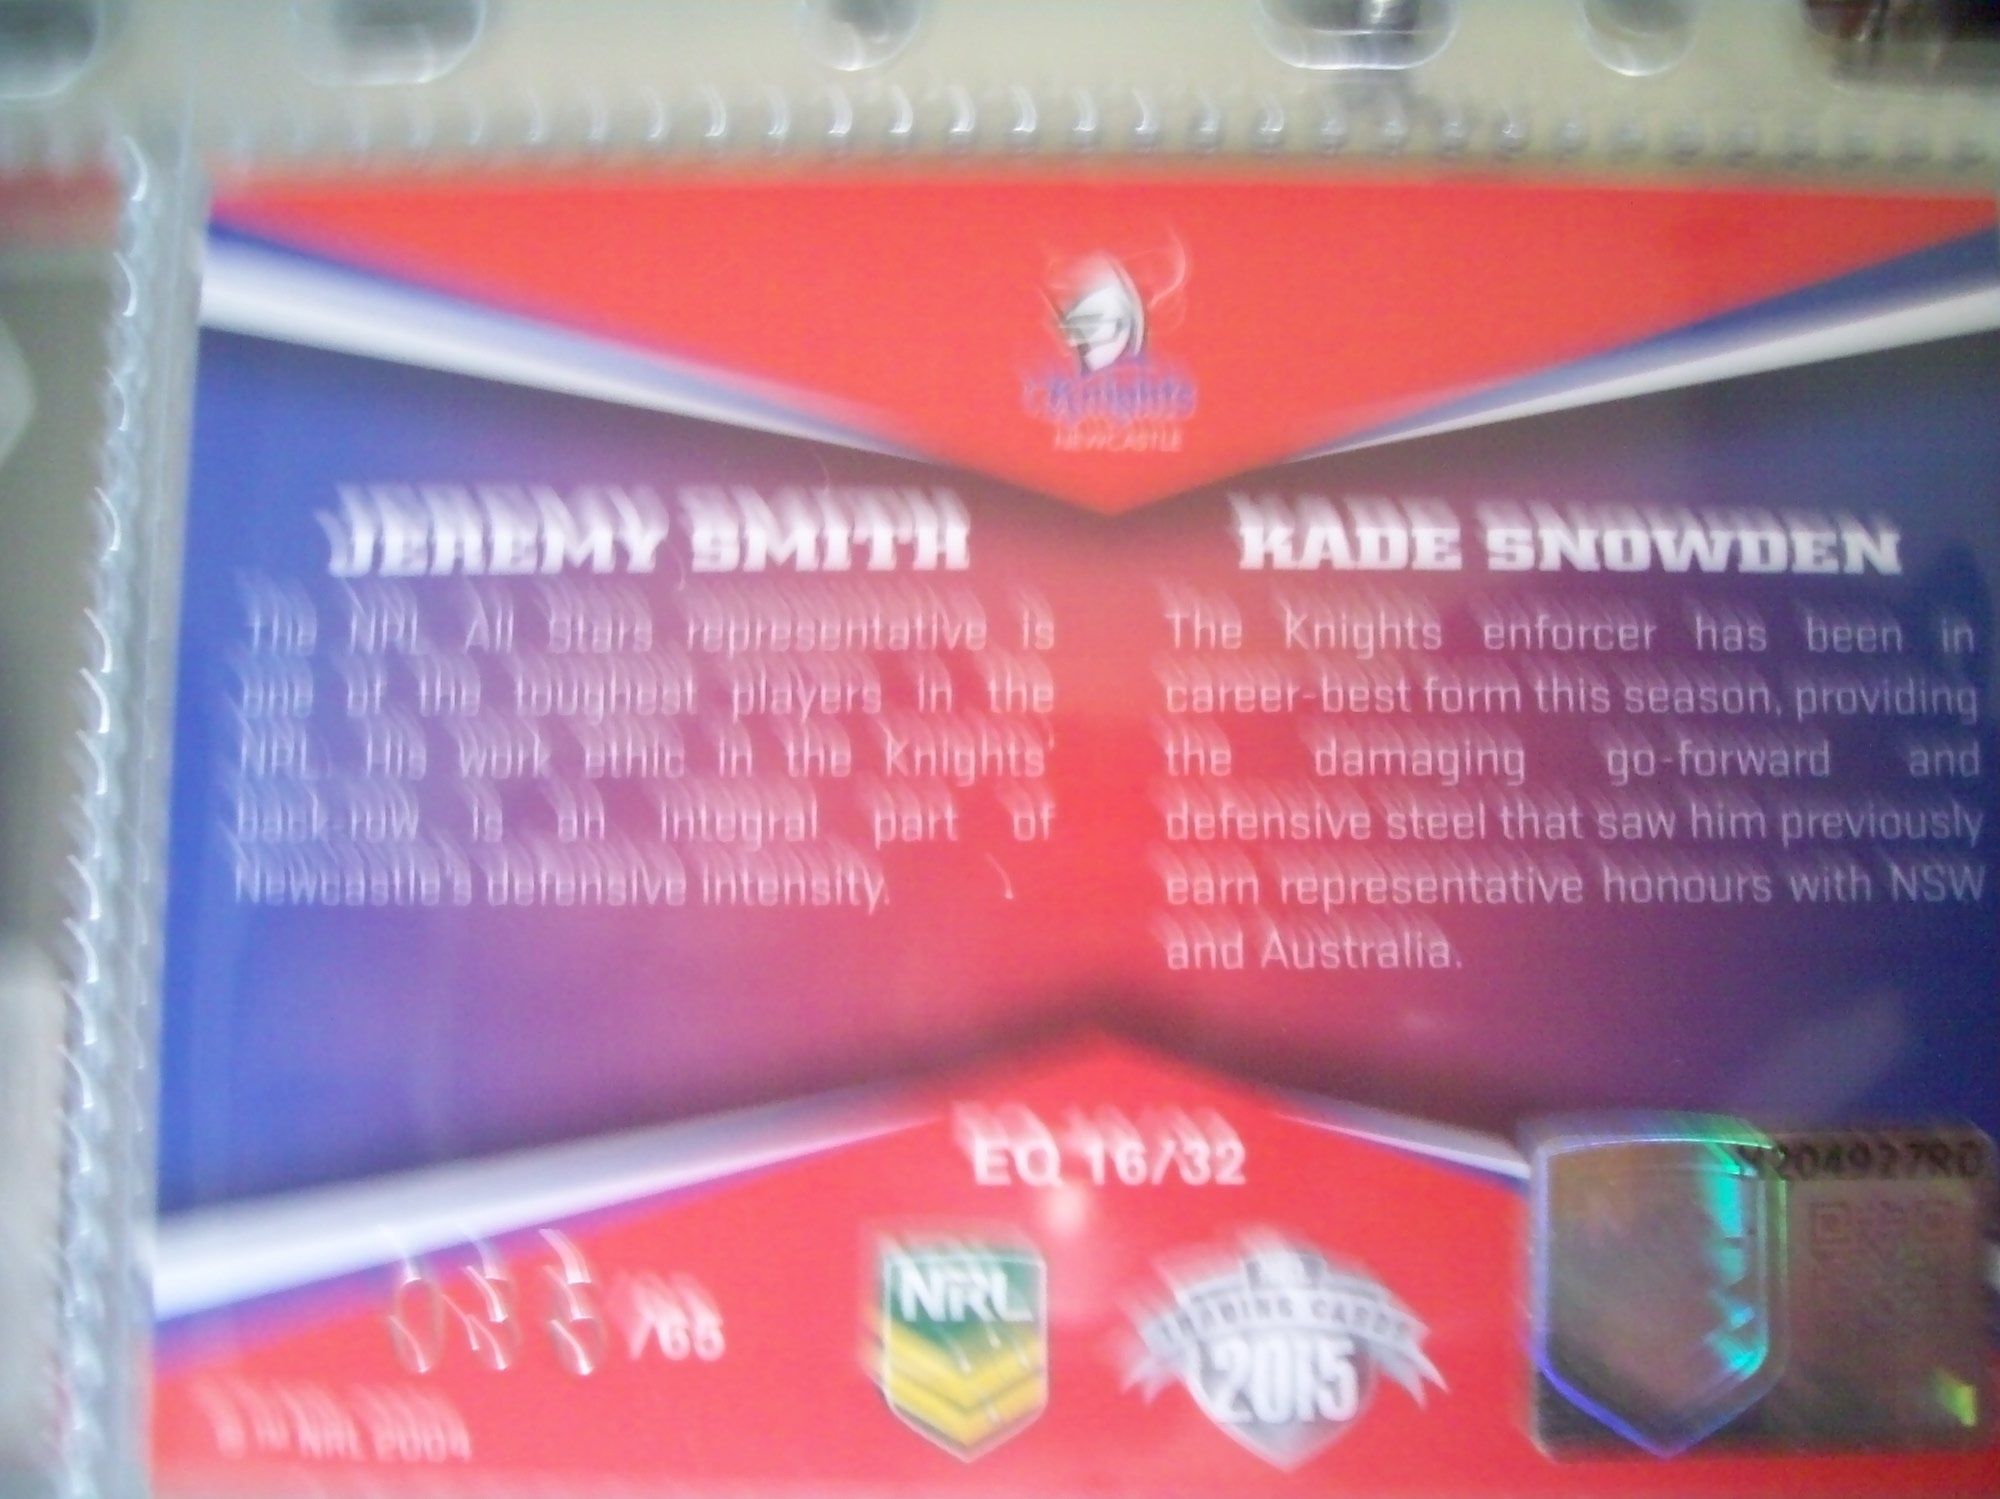 Knights
NEWCASTLE
JEREMY SMITH
The NRL All Stars representative is
one of the toughest players in the
NRL. His work ethic in the Knights'
back-row is an integral part of
Newcastle's defensive intensity.
KADE SNOWDEN
The Knights enforcer has been in
career-best form this season, providing
the damaging go-forward and
defensive steel that saw him previously
earn representative honours with NSW
and Australia.
EQ 16/32
NRL
TRADING CARDS
2015